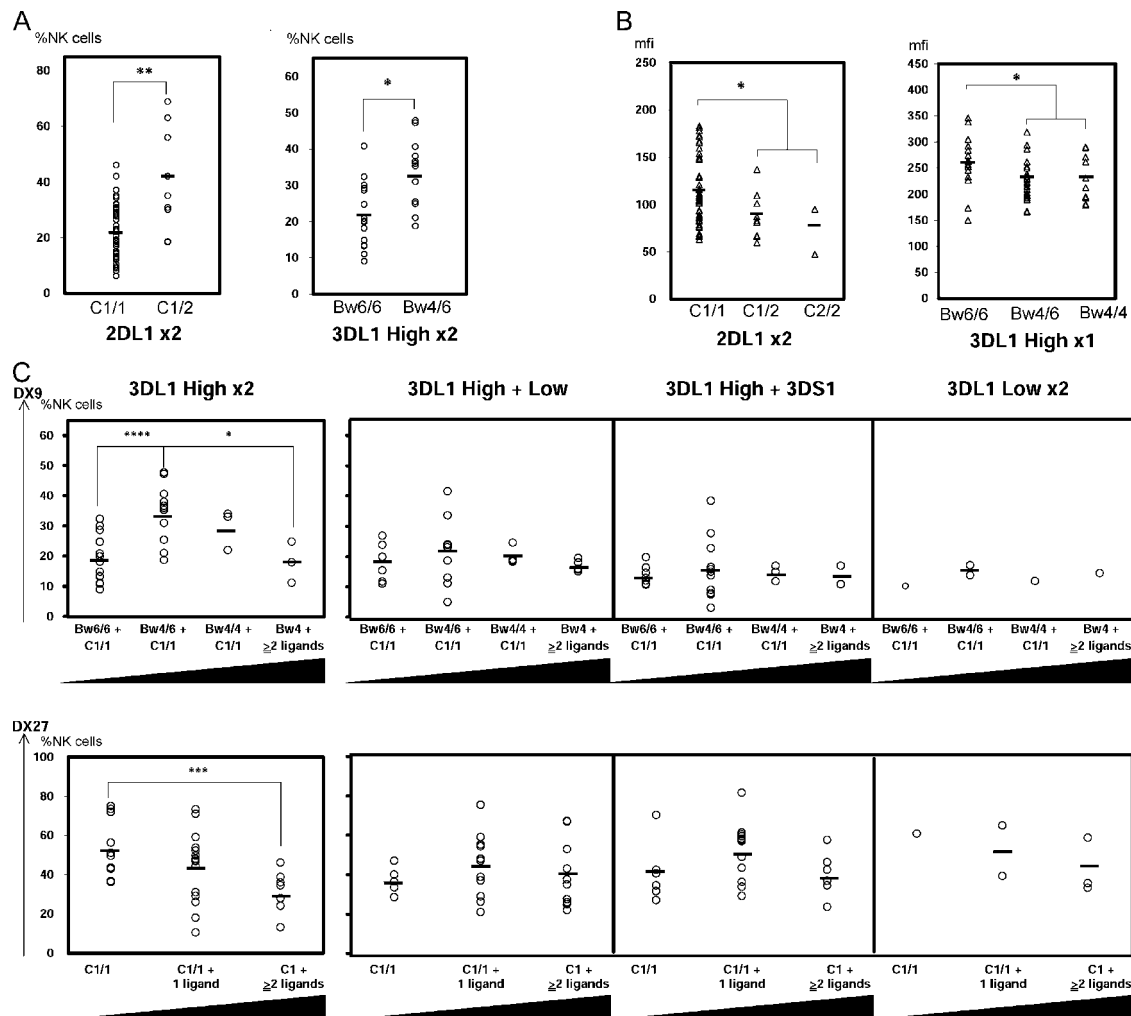 A
%NK cells
80
60
40
20
0
**
C1/1
C1/2
2DL1 x2
%NK cells
60
50
40
30
20
10
0
*
Bw6/6
Bw4/6
3DL1 High x2
B
mfi
250
200
150
100
50
0
*
C1/1
C1/2
C2/2
2DL1 x2
mfi
450
400
350
300
250
200
150
100
50
0
*
Bw6/6
Bw4/6
Bw4/4
3DL1 High x1
C
DX9
3DL1 High x2
3DL1 High + Low
3DL1 High + 3DS1
3DL1 Low x2
%NK cells
60
50
40
30
20
10
0
****
*
Bw6/6 + C1/1
Bw4/6 + C1/1
Bw4/4 + C1/1
Bw4 + ≥2 ligands
Bw6/6 + C1/1
Bw4/6 + C1/1
Bw4/4 + C1/1
Bw4 + ≥2 ligands
Bw6/6 + C1/1
Bw4/6 + C1/1
Bw4/4 + C1/1
Bw4 + ≥2 ligands
Bw6/6 + C1/1
Bw4/6 + C1/1
Bw4/4 + C1/1
Bw4 + ≥2 ligands
DX27
%NK cells
100
80
60
40
20
0
***
C1/1
C1/1 + 1 ligand
C1 + ≥2 ligands
C1/1
C1/1 + 1 ligand
C1 + ≥2 ligands
C1/1
C1/1 + 1 ligand
C1 + ≥2 ligands
C1/1
C1/1 + 1 ligand
C1 + ≥2 ligands